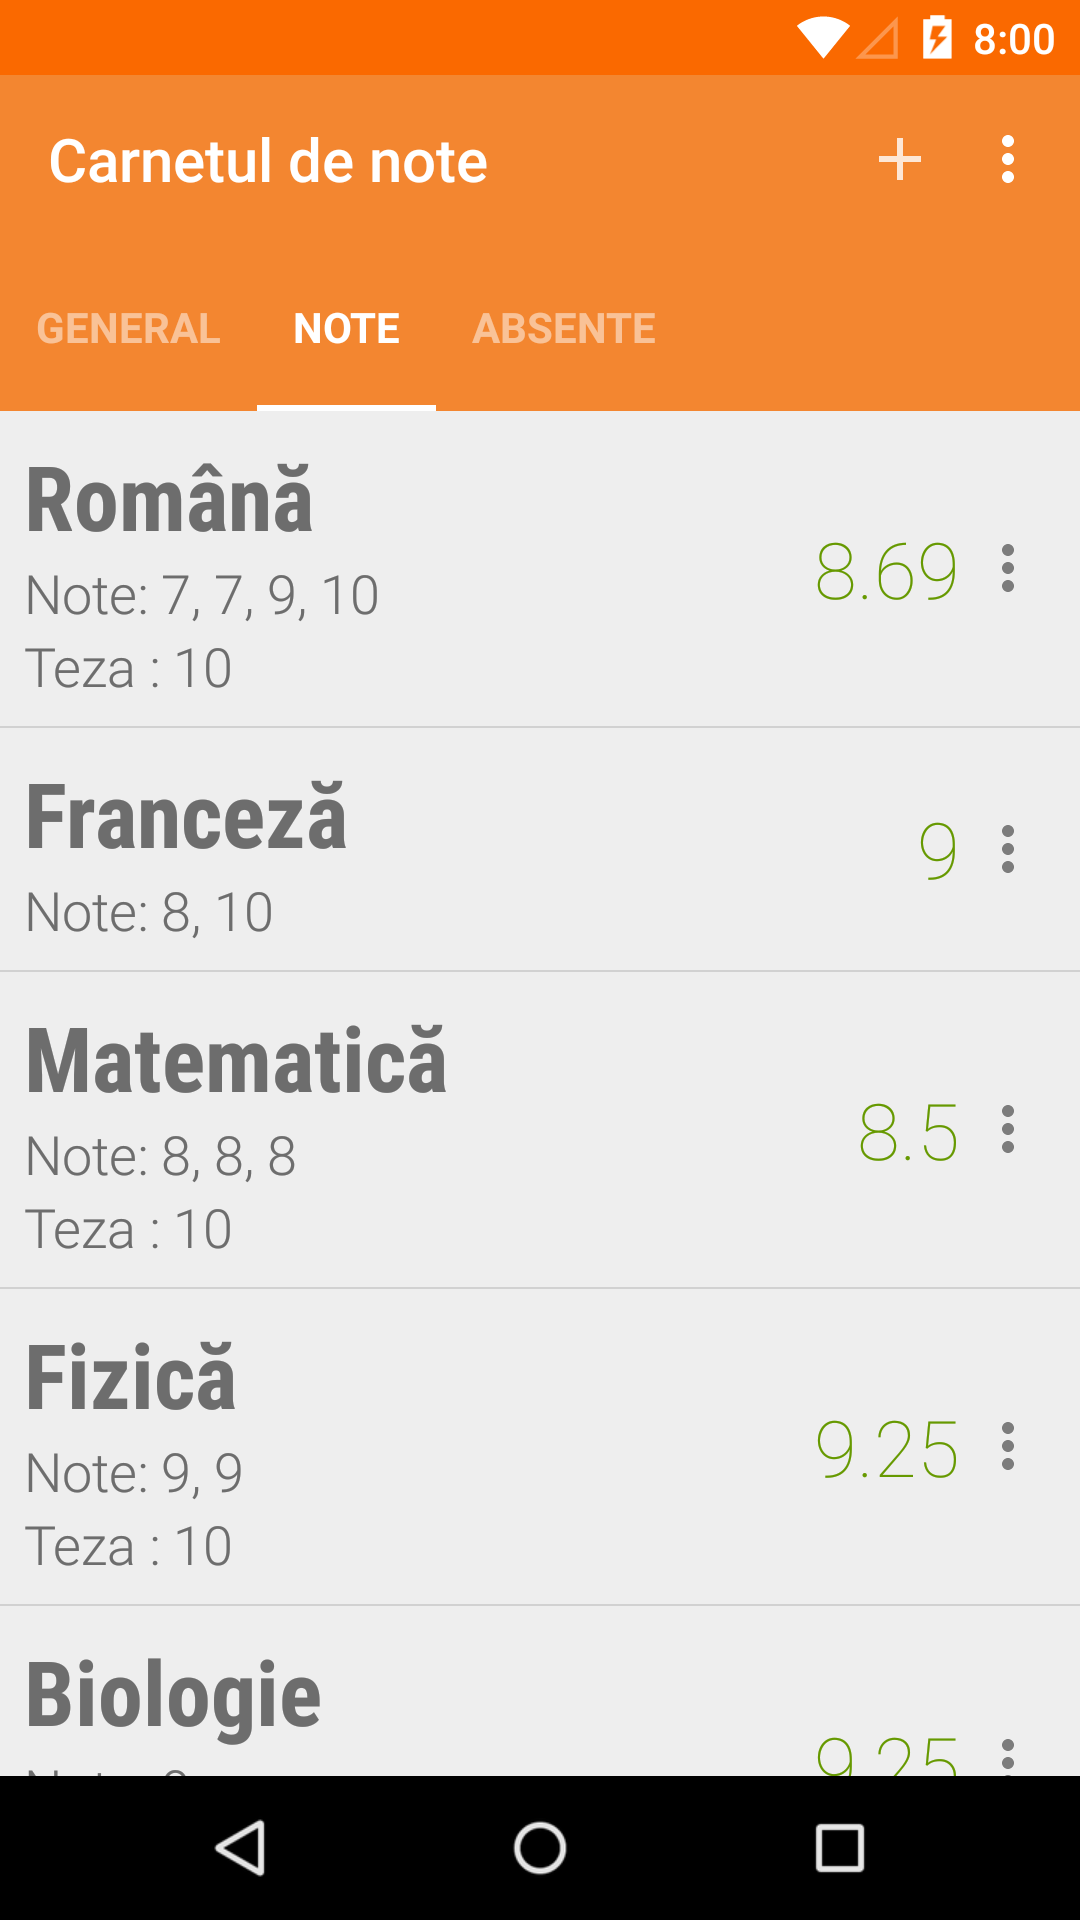 8:00
Carnetul de note
GENERAL NOTE ABSENTE
Română
Note: 7, 7, 9, 10
Teza : 10
8.69
Franceză
Note: 8, 10
9
Matematică
Note: 8, 8, 8
Teza : 10
8.5
Fizică
Note: 9, 9
Teza : 10
9.25
Biologie
9.25